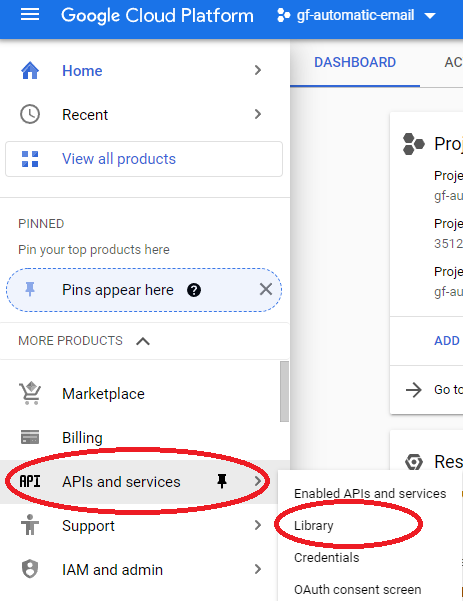 Google Cloud Platform
gf-automatic-email
Home
Recent
View all products
PINNED
Pin your top products here
Pins appear here
MORE PRODUCTS
Marketplace
Billing
API APIs and services
Support
IAM and admin
Enabled APIs and services
Library
Credentials
OAuth consent screen
DASHBOARD
AC
Proj
Proje
gf-au
Proje
3512
Proje
gf-au
ADD
Go to
Res